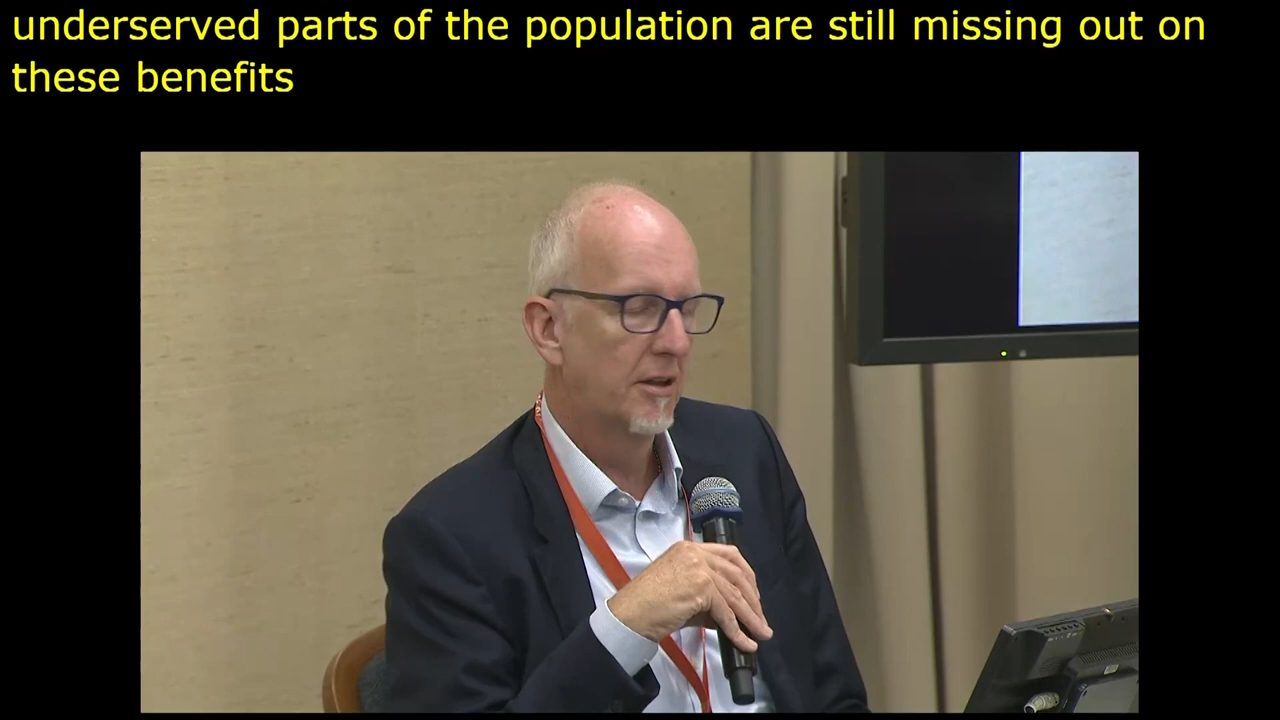 underserved parts of the population are still missing out on
these benefits